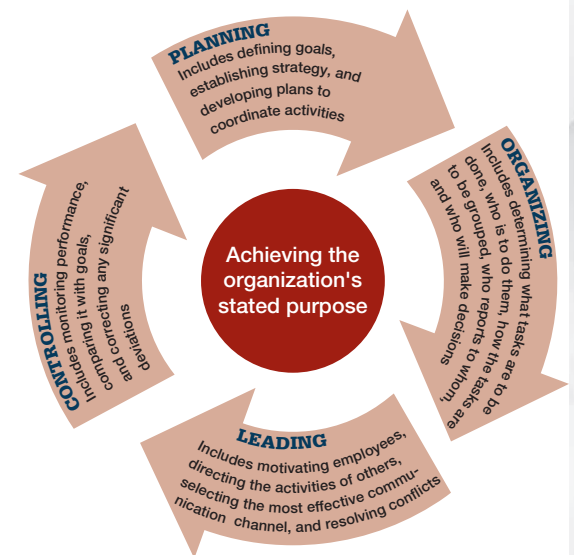 PLANNING
Includes defining goals,
establishing strategy, and
developing plans to
coordinate activities
ORGANIZING
Includes determining what tasks are to be
done, who is to do them, how the tasks are
to be grouped, who reports to whom,
and who will make decisions
LEADING
Includes motivating employees,
directing the activities of others,
selecting the most effective commu-
nication channel, and resolving conflicts
CONTROLLING
Includes monitoring performance,
comparing it with goals,
and correcting any significant
deviations
Achieving the
organization's
stated purpose